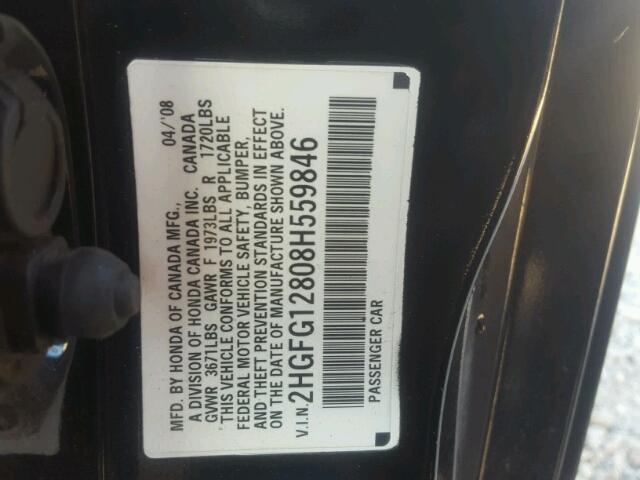 MFD. BY HONDA OF CANADA MFG., 04/'08
A DIVISION OF HONDA CANADA INC. CANADA
GVWR 3671LBS GAWR F 1973LBS R 1720LBS
THIS VEHICLE CONFORMS TO ALL APPLICABLE
FEDERAL MOTOR VEHICLE SAFETY, BUMPER,
AND THEFT PREVENTION STANDARDS IN EFFECT
ON THE DATE OF MANUFACTURE SHOWN ABOVE.
V.I.N. 2HGFG12808H559846
PASSENGER CAR